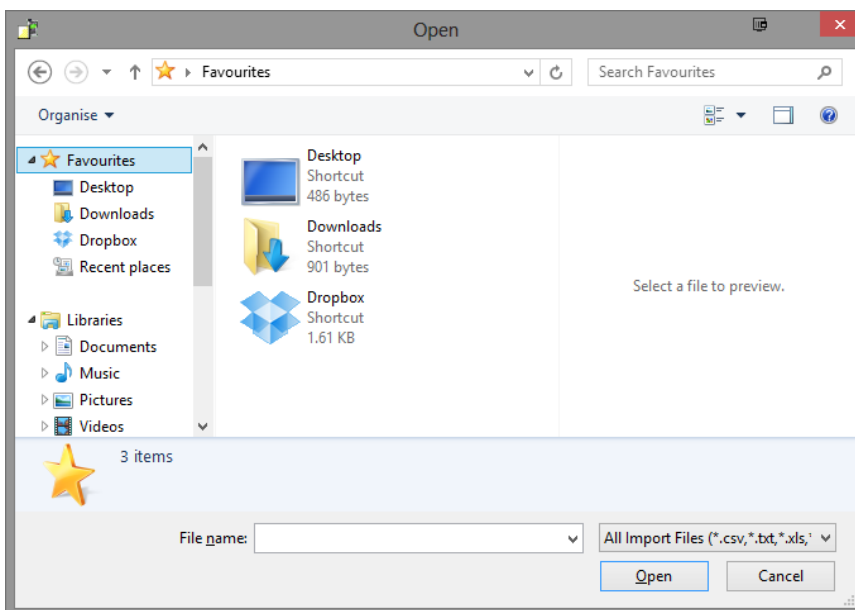 Open
Favourites
Search Favourites
Organise
Favourites
Desktop
Downloads
Dropbox
Recent places
Libraries
Documents
Music
Pictures
Videos
Desktop
Shortcut
486 bytes
Downloads
Shortcut
901 bytes
Dropbox
Shortcut
1.61 KB
Select a file to preview.
3 items
File name:
All Import Files (*.csv,*.txt,*.xls,
Open
Cancel